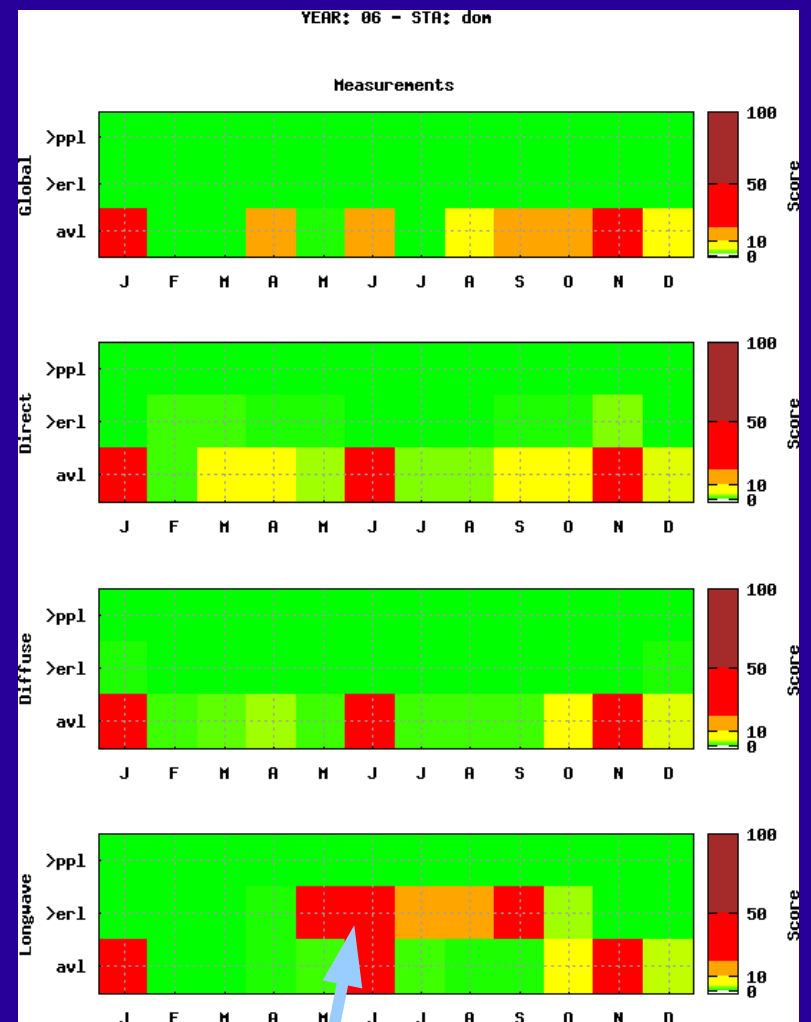 YEAR: 06 - STA: dom
Measurements
Global
>ppl
>erl
avl
J F M A M J J A S O N D
100
50
10
0
Score
Direct
>ppl
>erl
avl
J F M A M J J A S O N D
100
50
10
0
Score
Diffuse
>ppl
>erl
avl
J F M A M J J A S O N D
100
50
10
0
Score
Longwave
>ppl
>erl
avl
J F M A M J J A S O N D
100
50
10
0
Score